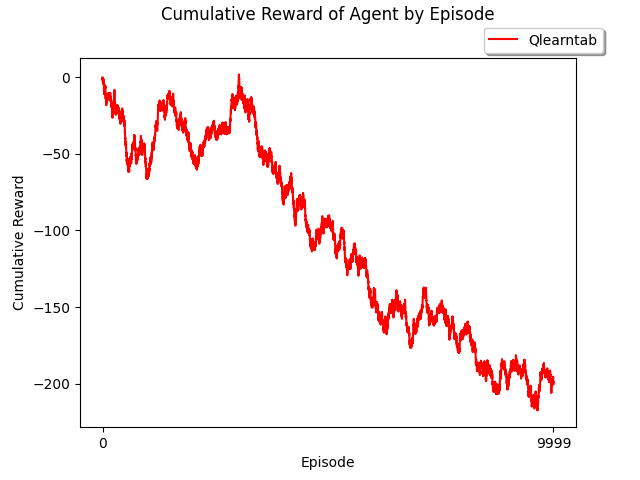 Cumulative Reward of Agent by Episode
Qlearntab
0
−50
−100
−150
−200
Cumulative Reward
0
9999
Episode